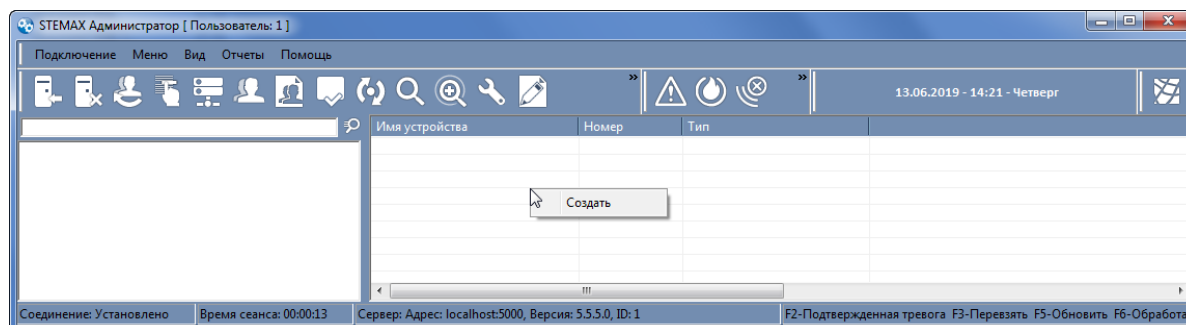 STEMAX Администратор [ Пользователь: 1 ]
Подключение Меню Вид Отчеты Помощь
13.06.2019 - 14:21 - Четверг
Имя устройства Номер Тип
Создать
Соединение: Установлено Время сеанса: 00:00:13 Сервер: Адрес: localhost:5000, Версия: 5.5.5.0, ID: 1 F2-Подтвержденная тревога F3-Перевзять F5-Обновить F6-Обработа